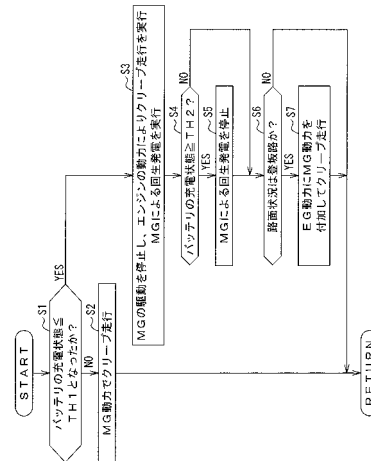 START
S1
バッテリの充電状態≦
TH1となったか？
YES
NO
S2
MG動力でクリープ走行
S3
MGの駆動を停止し、エンジンの動力によりクリープ走行を実行
MGによる回生発電を実行
S4
バッテリの充電状態≧TH2？
NO
YES
S5
MGによる回生発電を停止
S6
路面状況は登坂路か？
NO
YES
S7
EG動力にMG動力を
付加してクリープ走行
RETURN